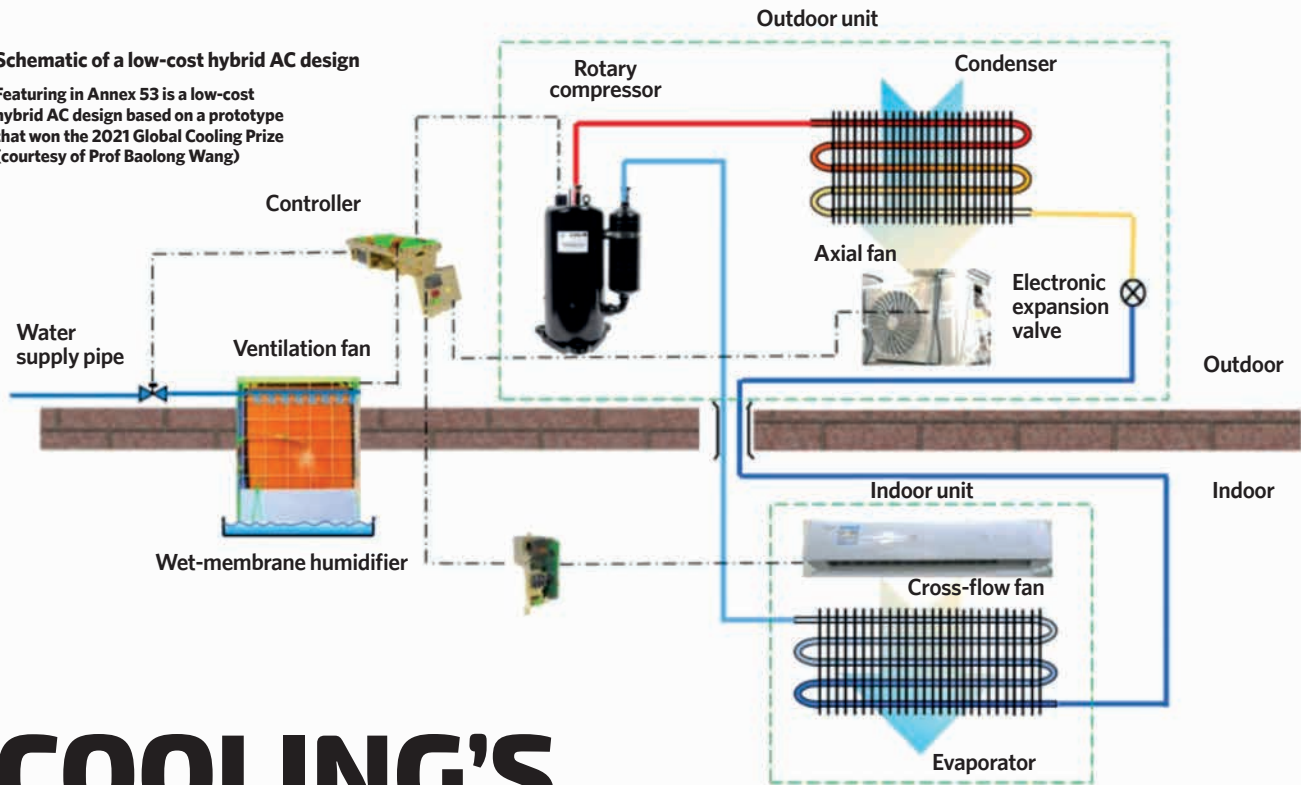 Outdoor unit
Schematic of a low-cost hybrid AC design
Featuring in Annex 53 is a low-cost
hybrid AC design based on a prototype
that won the 2021 Global Cooling Prize
(courtesy of Prof Baolong Wang)
Rotary
compressor
Condenser
Controller
Axial fan
Electronic
expansion
valve
Water
supply pipe
Ventilation fan
Outdoor
Indoor unit
Indoor
Wet-membrane humidifier
Cross-flow fan
Evaporator
COOLING'S